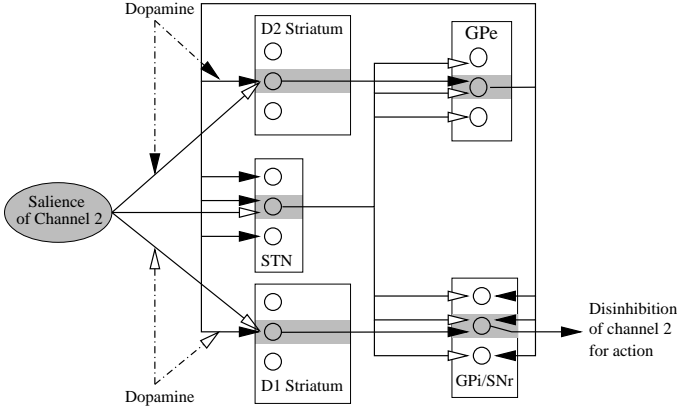 Dopamine
D2 Striatum
GPe
Salience
of Channel 2
STN
Disinhibition
of channel 2
for action
D1 Striatum
GPi/SNr
Dopamine